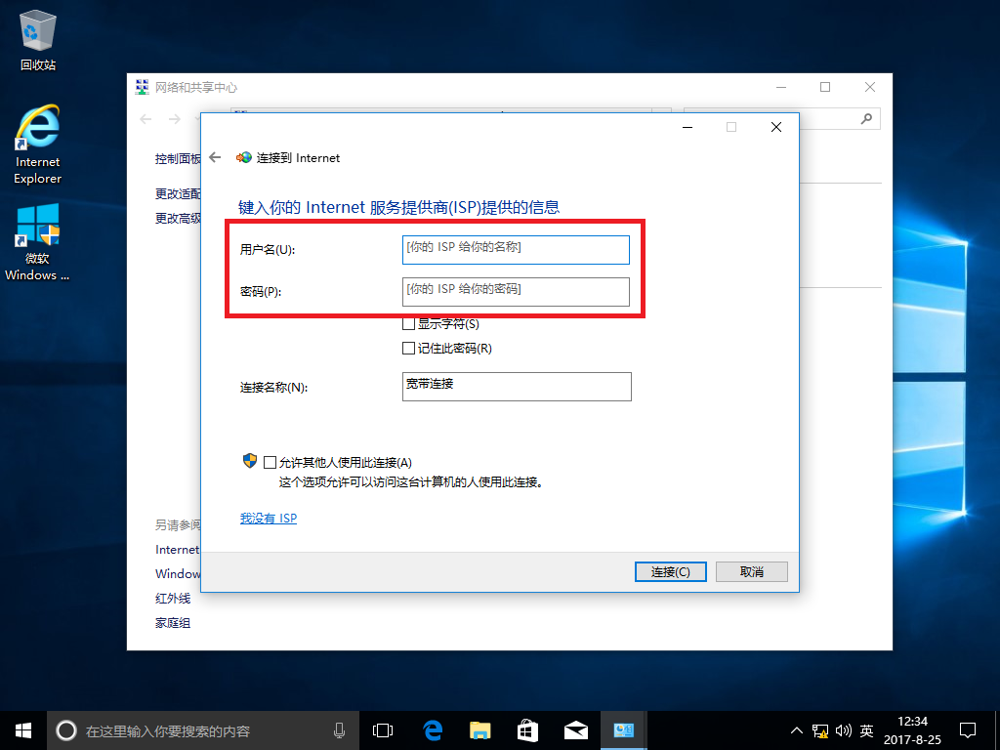 回收站
Internet
Explorer
微软
Windows ...
网络和共享中心
控制面板
更改适配
更改高级
另请参阅
Internet
Window
红外线
家庭组
连接到 Internet
键入你的 Internet 服务提供商(ISP)提供的信息
用户名(U):
[你的 ISP 给你的名称]
密码(P):
[你的 ISP 给你的密码]
显示字符(S)
记住此密码(R)
连接名称(N):
宽带连接
允许其他人使用此连接(A)
这个选项允许可以访问这台计算机的人使用此连接。
我没有 ISP
连接(C)
取消
在这里输入你要搜索的内容
英
12:34
2017-8-25